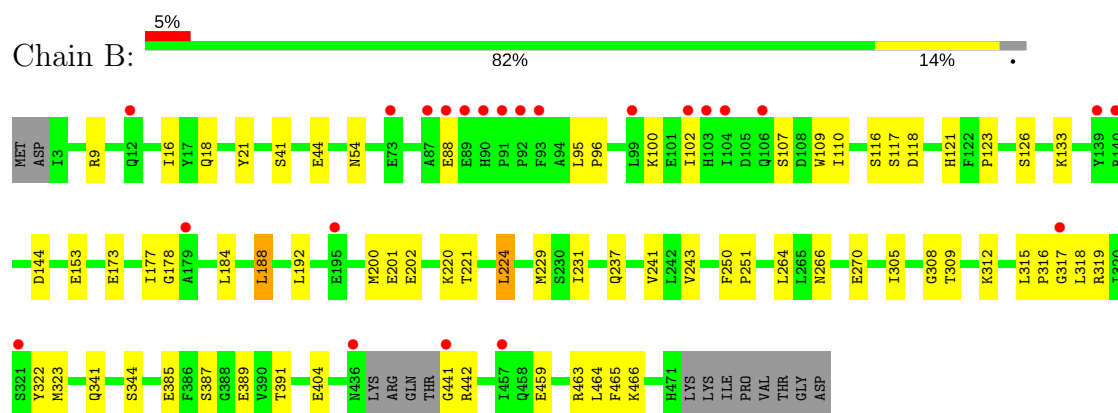 5%
Chain B:
82%
14%
•
MET ASP I3 R9 Q12 I16 Y17 Q18 Y21 S41 E44 N54 E73 A87 E88 E89 H90 P91 P92 F93 A94 L95 P96 L99 K100 E101 I102 H103 I104 D105 Q106 S107 D108 W109 I110 S116 S117 D118 H121 F122 P123 S126 K133 Y139
D144 E153 E173 I177 G178 A179 L184 L188 L192 E195 M200 E201 E202 K220 T221 L224 M229 S230 I231 Q237 V241 L242 V243 F250 P251 L264 L265 N266 E270 I305 G308 T309 K312 L315 P316 G317 L318 R319 I320
S321 Y322 M323 Q341 S344 E385 F386 S387 G388 E389 V390 T391 E404 N436 LYS ARG GLN THR G441 R442 I457 Q458 E459 R463 L464 F465 K466 H471 LYS LYS ILE PRO VAL THR GLY ASP